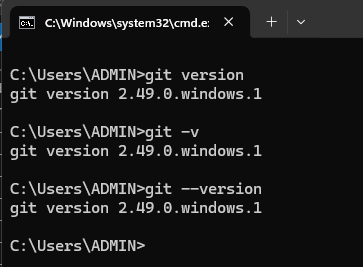 C:\Windows\system32\cmd.e
C:\Users\ADMIN>git version
git version 2.49.0.windows.1
C:\Users\ADMIN>git -v
git version 2.49.0.windows.1
C:\Users\ADMIN>git --version
git version 2.49.0.windows.1
C:\Users\ADMIN>